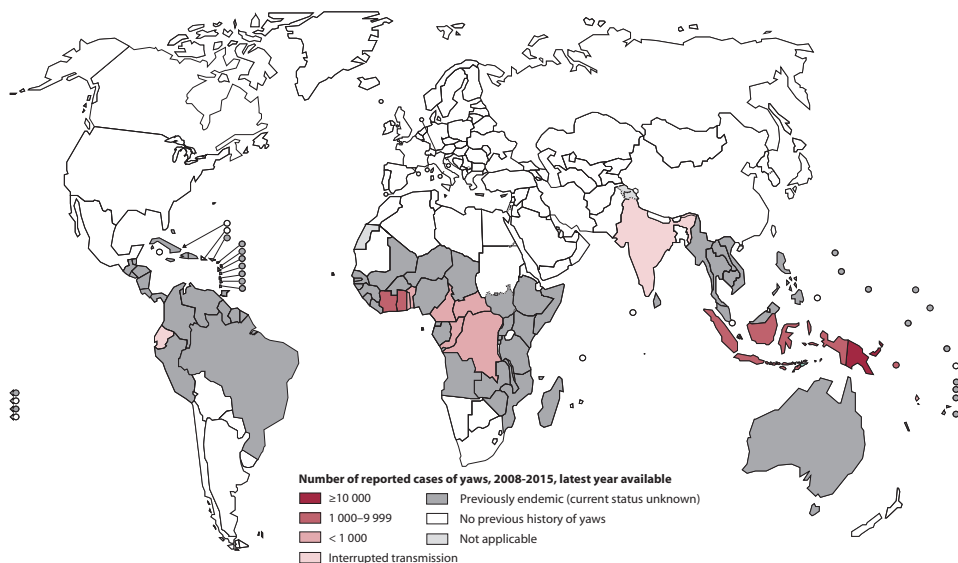 Number of reported cases of yaws, 2008-2015, latest year available
≥10 000
1 000–9 999
< 1 000
Interrupted transmission
Previously endemic (current status unknown)
No previous history of yaws
Not applicable